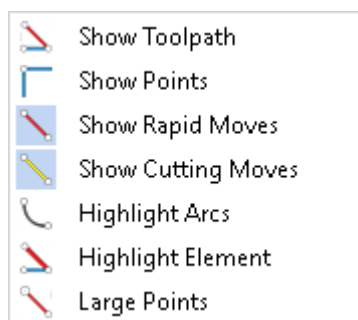 Show Toolpath
Show Points
Show Rapid Moves
Show Cutting Moves
Highlight Arcs
Highlight Element
Large Points